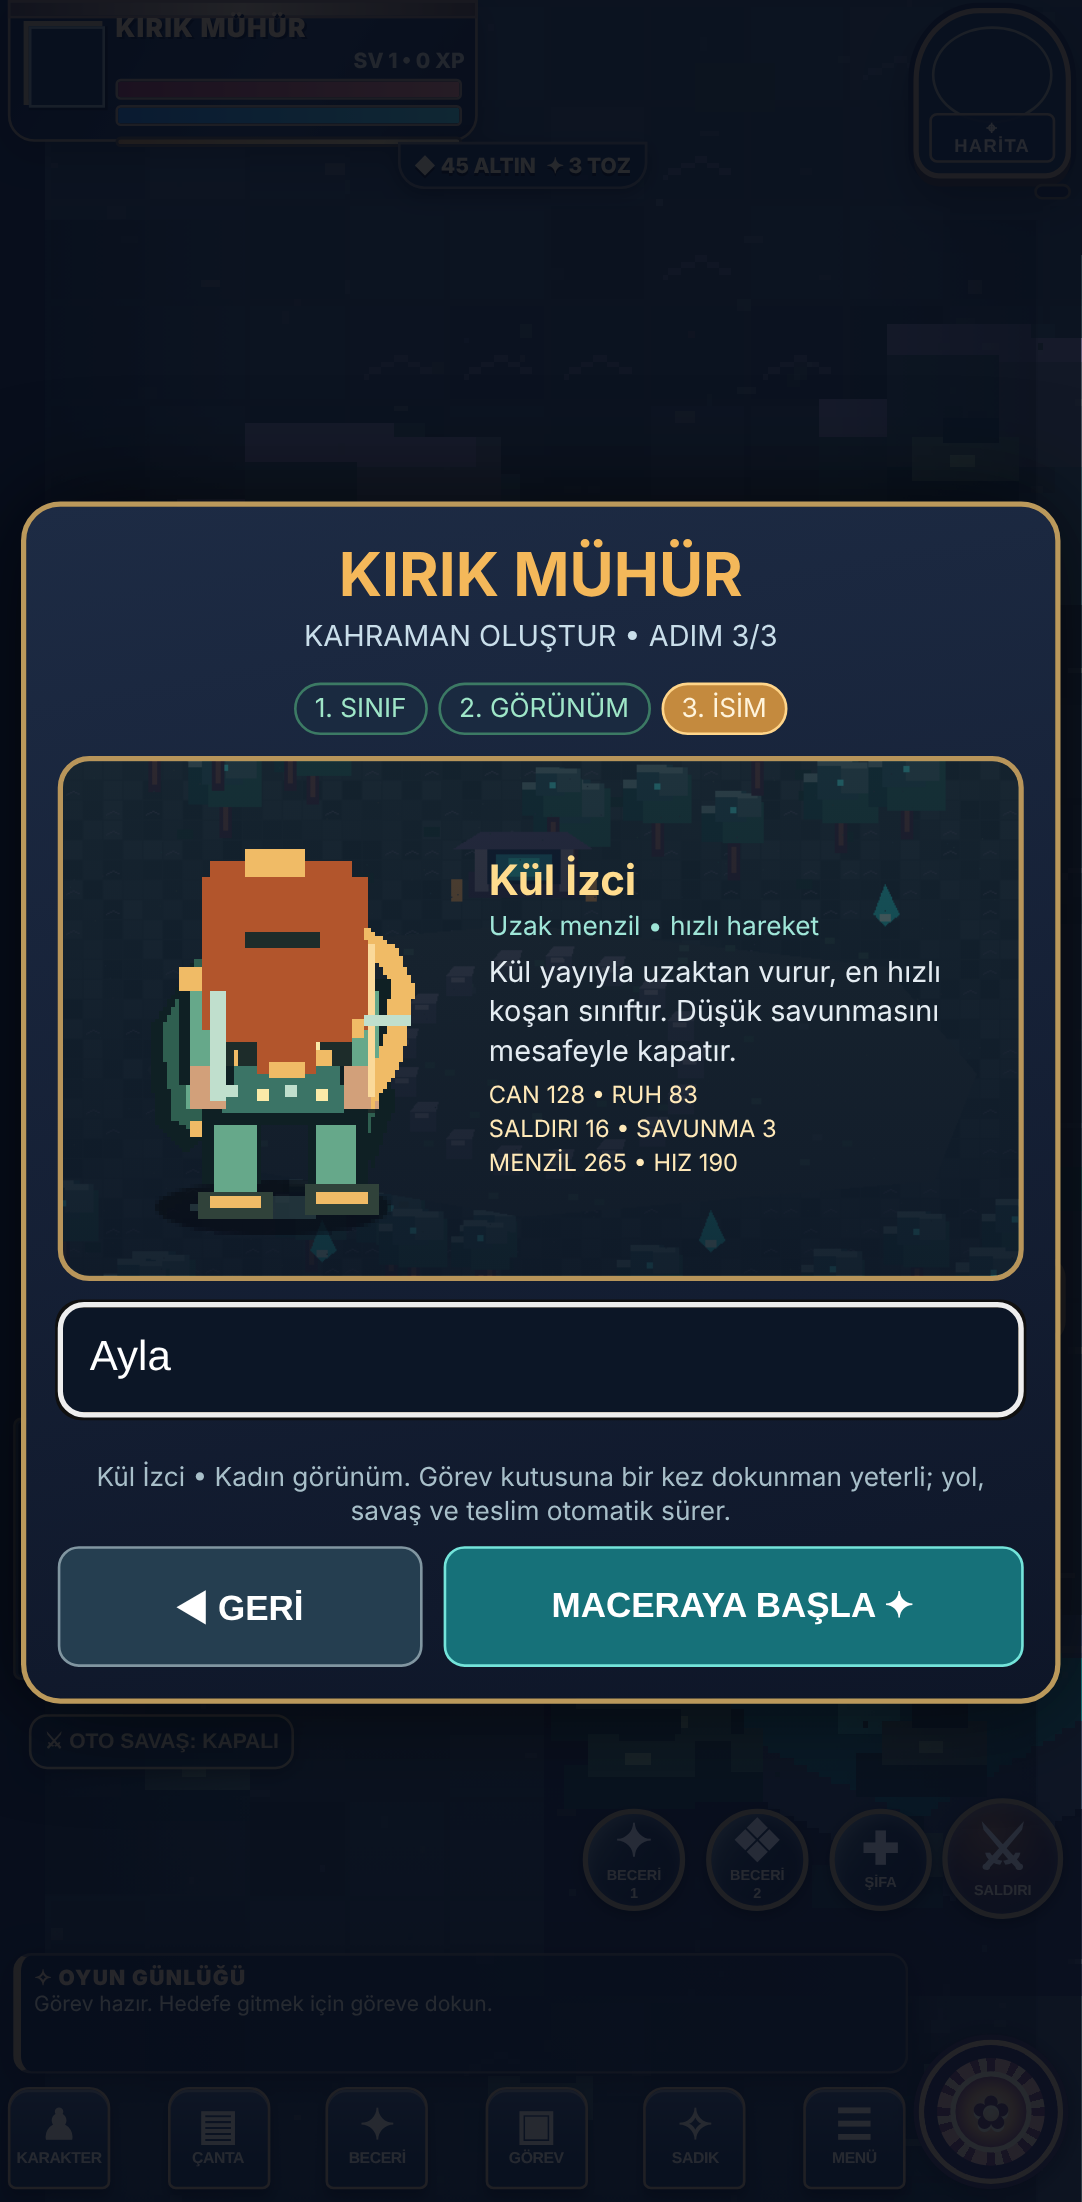 KIRIK MÜHÜR
SV 1 • 0 XP
◆ 45 ALTIN ✦ 3 TOZ
✦
HARİTA
KIRIK MÜHÜR
KAHRAMAN OLUŞTUR • ADIM 3/3
1. SINIF
2. GÖRÜNÜM
3. İSİM
Kül İzci
Uzak menzil • hızlı hareket
Kül yayıyla uzaktan vurur, en hızlı
koşan sınıftır. Düşük savunmasını
mesafeyle kapatır.
CAN 128 • RUH 83
SALDIRI 16 • SAVUNMA 3
MENZİL 265 • HIZ 190
Ayla
Kül İzci • Kadın görünüm. Görev kutusuna bir kez dokunman yeterli; yol,
savaş ve teslim otomatik sürer.
◀ GERİ
MACERAYA BAŞLA ✦
⚔ OTO SAVAŞ: KAPALI
BECERİ
1
BECERİ
2
ŞİFA
SALDIRI
✧ OYUN GÜNLÜĞÜ
Görev hazır. Hedefe gitmek için göreve dokun.
KARAKTER
ÇANTA
BECERİ
GÖREV
SADIK
MENÜ